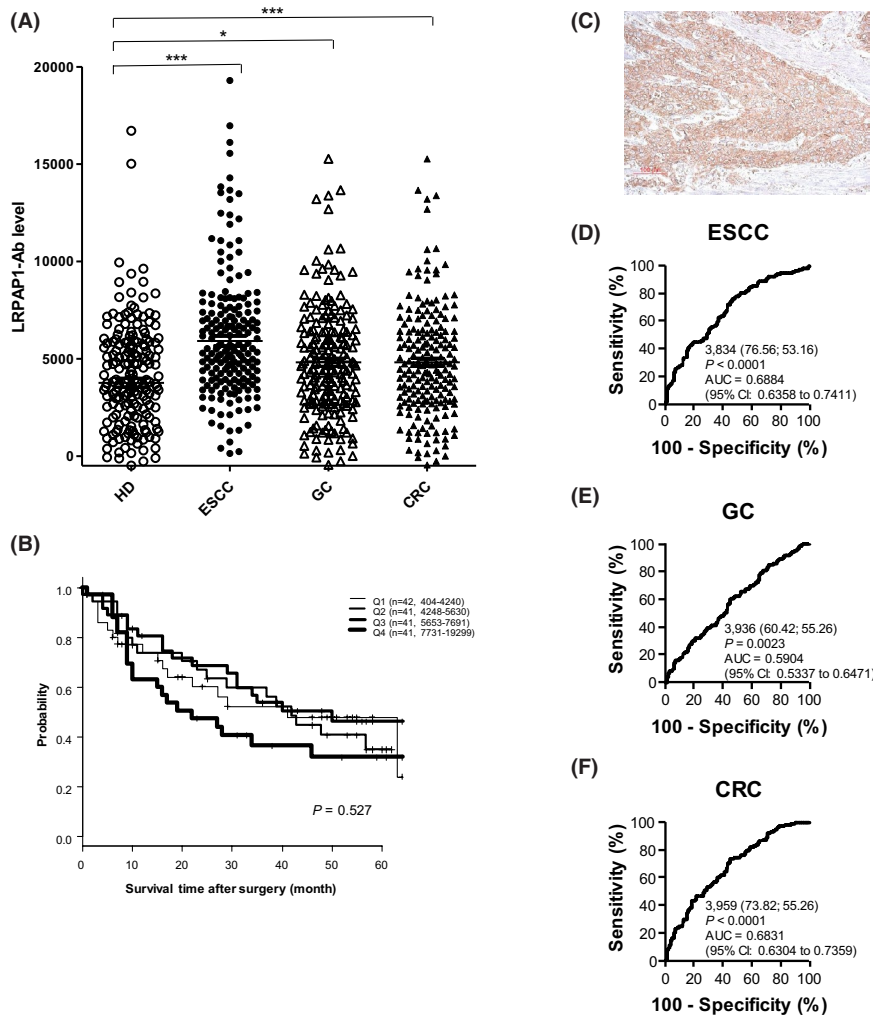 (A)
***
*
***
20000
15000
10000
5000
0
LRPAP1-Ab level
HD
ESCC
GC
CRC
(B)
1.0
0.8
0.6
0.4
0.2
0.0
Probability
Q1 (n=42, 404-4240)
Q2 (n=41, 4248-5630)
Q3 (n=41, 5653-7691)
Q4 (n=41, 7731-19299)
P = 0.527
0 10 20 30 40 50 60
Survival time after surgery (month)
(C)
(D)
ESCC
100
80
60
40
20
0
Sensitivity (%)
3,834 (76.56; 53.16)
P < 0.0001
AUC = 0.6884
(95% CI: 0.6358 to 0.7411)
0 20 40 60 80 100
100 - Specificity (%)
(E)
GC
100
80
60
40
20
0
Sensitivity (%)
3,936 (60.42; 55.26)
P = 0.0023
AUC = 0.5904
(95% CI: 0.5337 to 0.6471)
0 20 40 60 80 100
100 - Specificity (%)
(F)
CRC
100
80
60
40
20
0
Sensitivity (%)
3,959 (73.82; 55.26)
P < 0.0001
AUC = 0.6831
(95% CI: 0.6304 to 0.7359)
0 20 40 60 80 100
100 - Specificity (%)